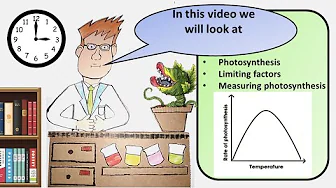 In this video we
will look at
• Photosynthesis
• Limiting factors
• Measuring photosynthesis
Rate of photosynthesis
Temperature